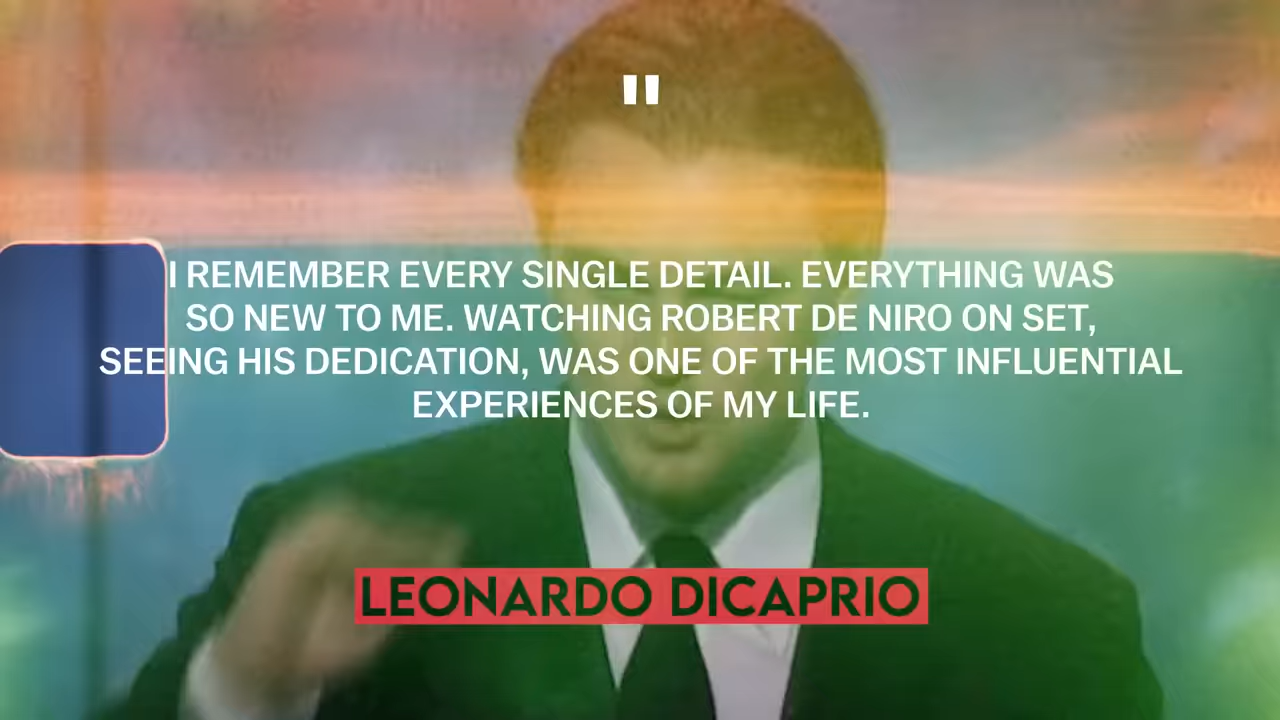 "
I REMEMBER EVERY SINGLE DETAIL. EVERYTHING WAS
SO NEW TO ME. WATCHING ROBERT DE NIRO ON SET,
SEEING HIS DEDICATION, WAS ONE OF THE MOST INFLUENTIAL
EXPERIENCES OF MY LIFE.
LEONARDO DICAPRIO